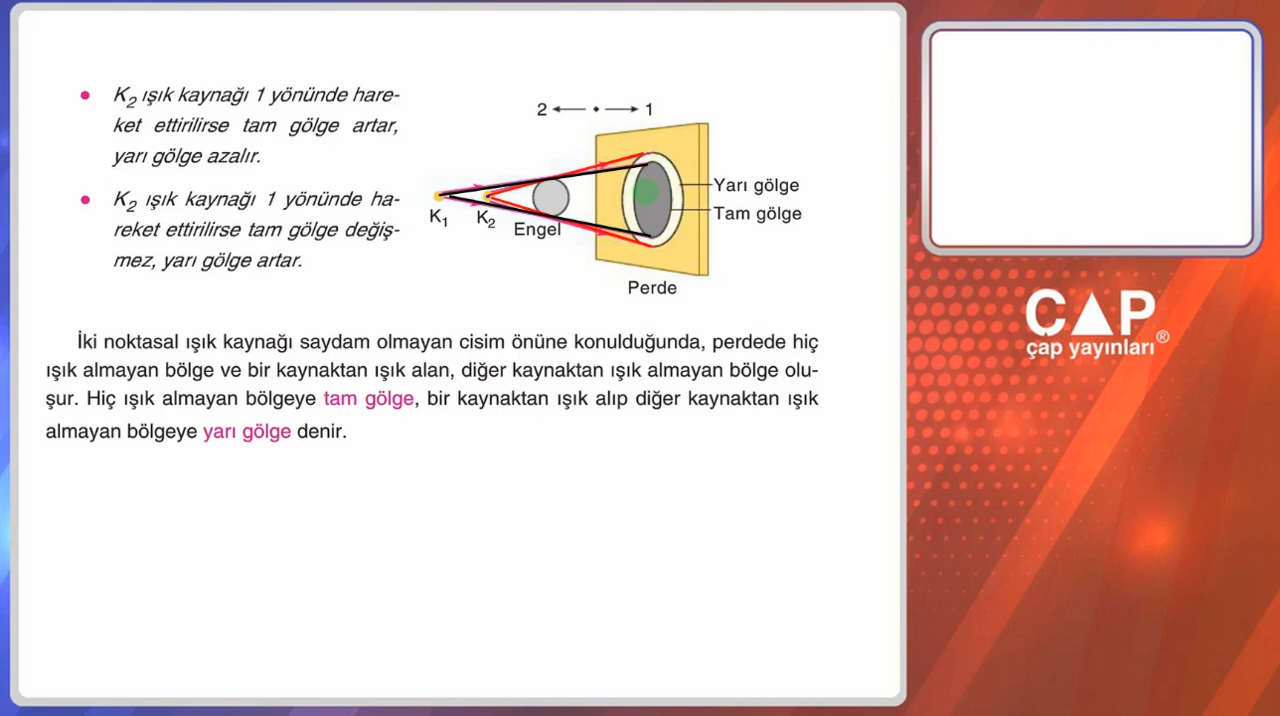 K2 ışık kaynağı 1 yönünde hare-
ket ettirilirse tam gölge artar,
yarı gölge azalır.
K2 ışık kaynağı 1 yönünde ha-
reket ettirilirse tam gölge değiş-
mez, yarı gölge artar.
2 1
Yarı gölge
Tam gölge
K1 K2 Engel
Perde
İki noktasal ışık kaynağı saydam olmayan cisim önüne konulduğunda, perdede hiç
ışık almayan bölge ve bir kaynaktan ışık alan, diğer kaynaktan ışık almayan bölge olu-
şur. Hiç ışık almayan bölgeye tam gölge, bir kaynaktan ışık alıp diğer kaynaktan ışık
almayan bölgeye yarı gölge denir.
ÇAP
çap yayınları®